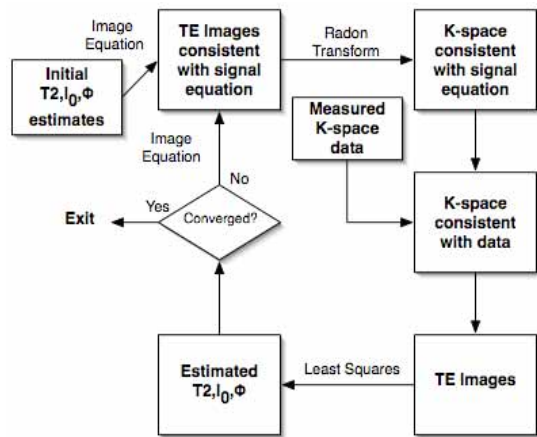 Image
Equation
Initial
T2,I₀,Φ
estimates
TE Images
consistent
with signal
equation
Radon
Transform
K-space
consistent
with signal
equation
Measured
K-space
data
Image
Equation
No
Yes
Converged?
Exit
K-space
consistent
with data
Estimated
T2,I₀,Φ
Least Squares
TE Images